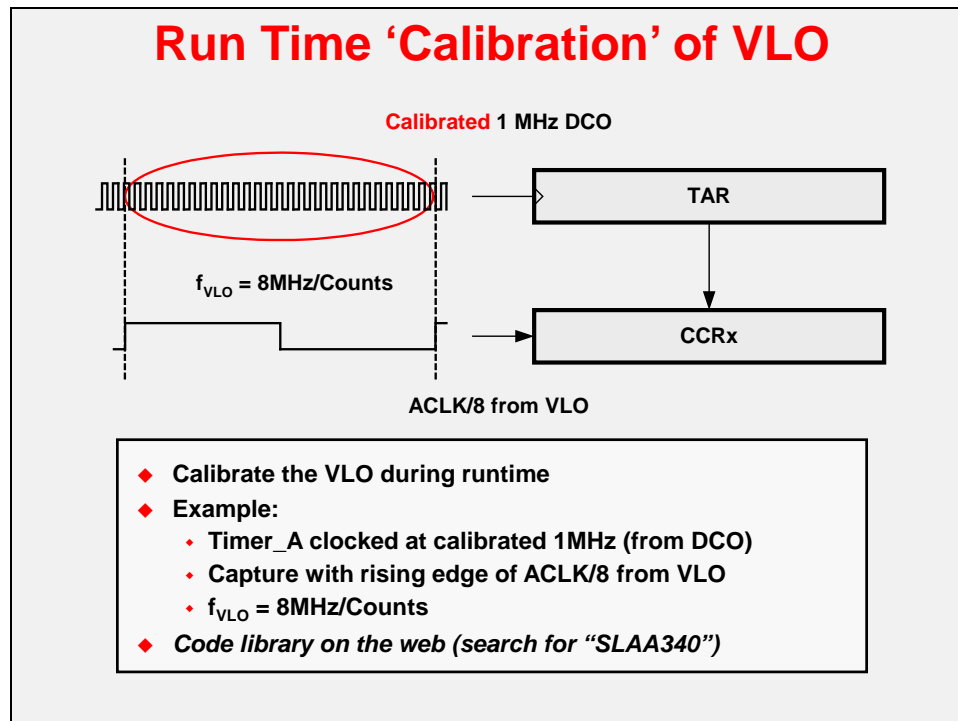 Run Time ‘Calibration’ of VLO
Calibrated 1 MHz DCO
TAR
fVLO = 8MHz/Counts
CCRx
ACLK/8 from VLO
Calibrate the VLO during runtime
Example:
Timer_A clocked at calibrated 1MHz (from DCO)
Capture with rising edge of ACLK/8 from VLO
fVLO = 8MHz/Counts
Code library on the web (search for “SLAA340”)